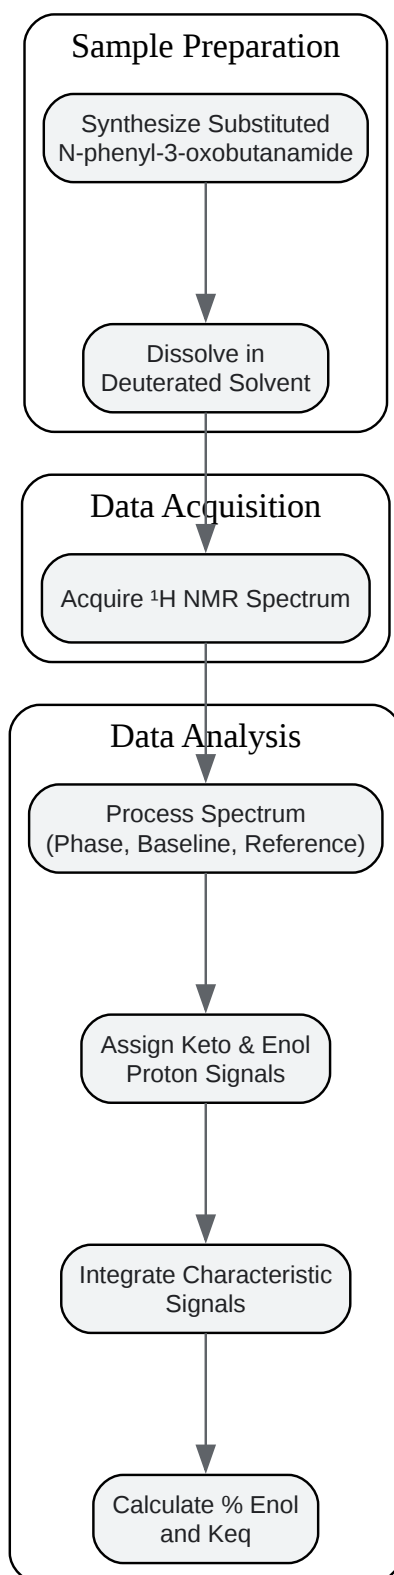 Sample Preparation
Synthesize Substituted
N-phenyl-3-oxobutanamide
Dissolve in
Deuterated Solvent
Data Acquisition
Acquire ¹H NMR Spectrum
Data Analysis
Process Spectrum
(Phase, Baseline, Reference)
Assign Keto & Enol
Proton Signals
Integrate Characteristic
Signals
Calculate % Enol
and Keq